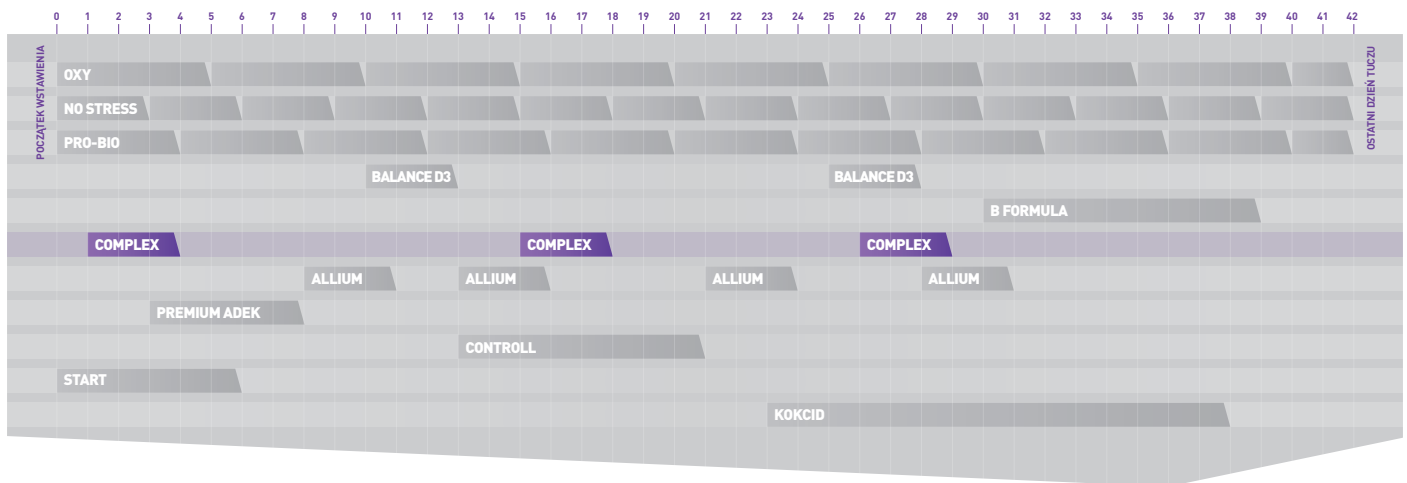 0 1 2 3 4 5 6 7 8 9 10 11 12 13 14 15 16 17 18 19 20 21 22 23 24 25 26 27 28 29 30 31 32 33 34 35 36 37 38 39 40 41 42
POCZĄTEK WSTAWIENIA
OSTATNI DZIEŃ TUCZU
OXY
NO STRESS
PRO-BIO
BALANCE D3 BALANCE D3
B FORMULA
COMPLEX COMPLEX COMPLEX
ALLIUM ALLIUM ALLIUM ALLIUM
PREMIUM ADEK
CONTROLL
START
KOKCID